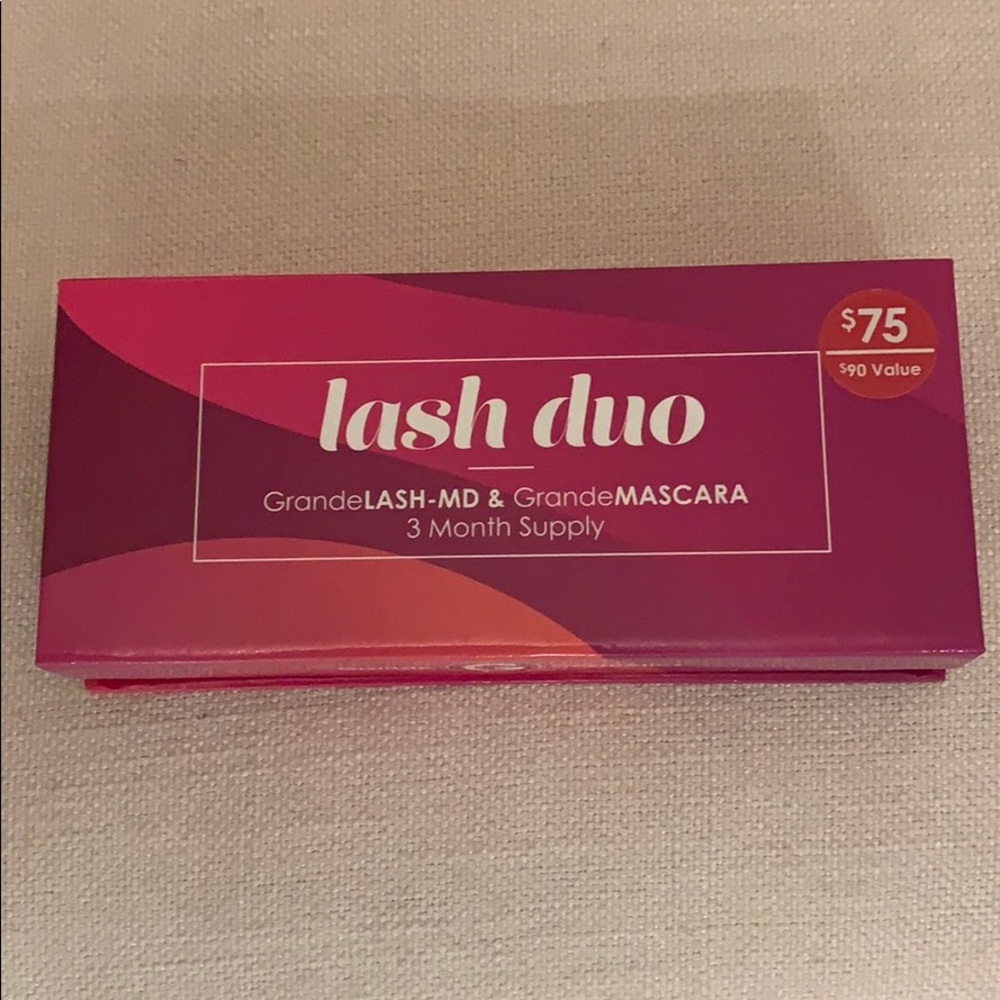 $75
$90 Value
lash duo
GrandeLASH-MD & GrandeMASCARA
3 Month Supply